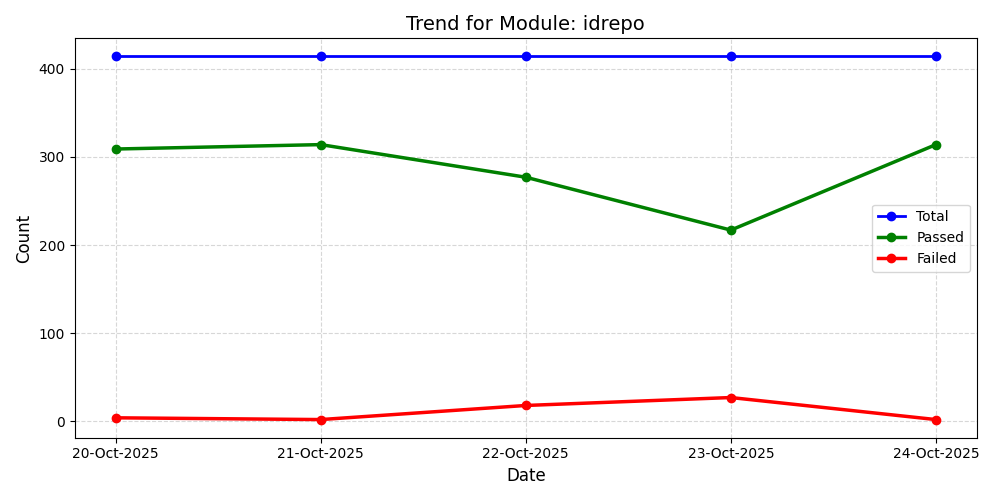 Trend for Module: idrepo
Count
400
300
200
100
0
Total
Passed
Failed
20-Oct-2025
21-Oct-2025
22-Oct-2025
23-Oct-2025
24-Oct-2025
Date